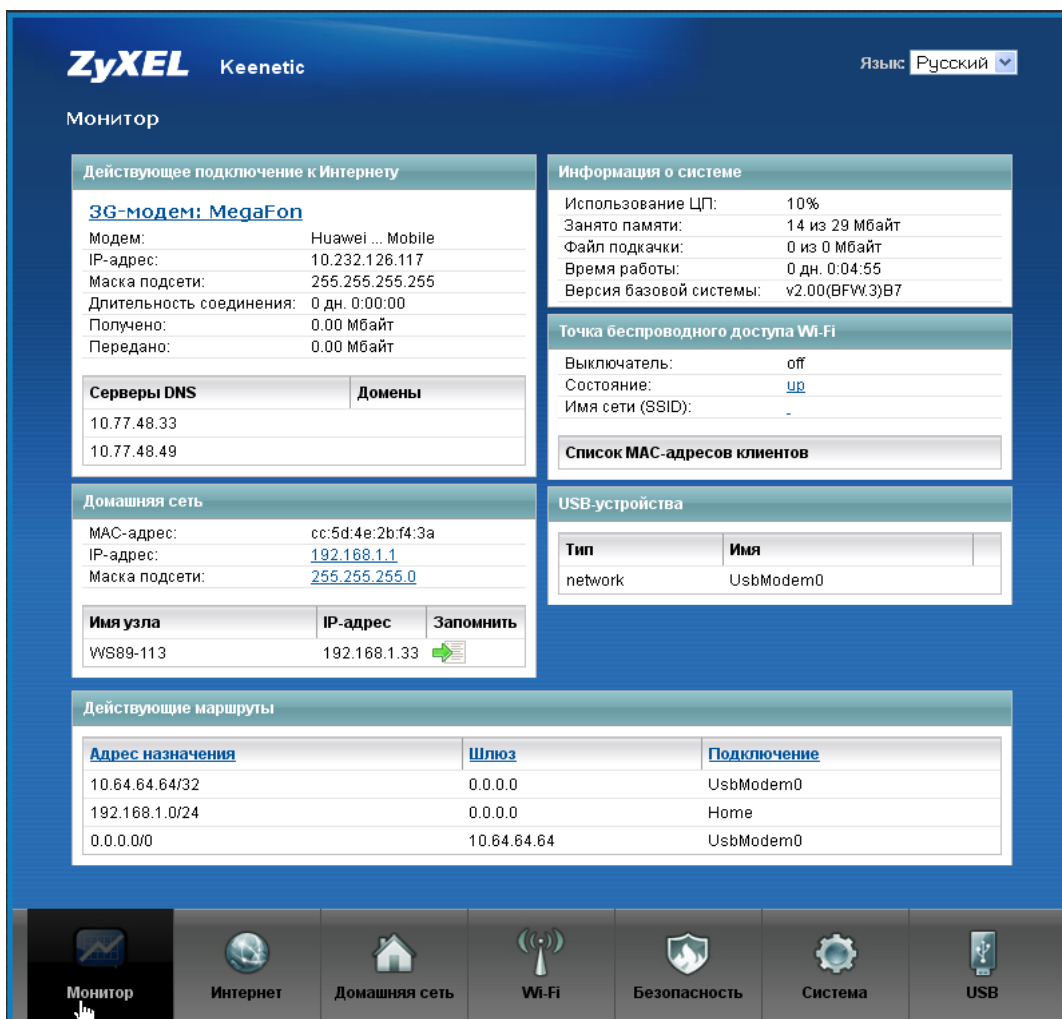 ZyXEL Keenetic
Язык: Русский
Монитор
Действующее подключение к Интернету
3G-модем: MegaFon
Модем: Huawei ... Mobile
IP-адрес: 10.232.126.117
Маска подсети: 255.255.255.255
Длительность соединения: 0 дн. 0:00:00
Получено: 0.00 Мбайт
Передано: 0.00 Мбайт
Серверы DNS Домены
10.77.48.33
10.77.48.49
Домашняя сеть
MAC-адрес: cc:5d:4e:2b:f4:3a
IP-адрес: 192.168.1.1
Маска подсети: 255.255.255.0
Имя узла IP-адрес Запомнить
WS89-113 192.168.1.33
Информация о системе
Использование ЦП: 10%
Занято памяти: 14 из 29 Мбайт
Файл подкачки: 0 из 0 Мбайт
Время работы: 0 дн. 0:04:55
Версия базовой системы: v2.00(BFW.3)B7
Точка беспроводного доступа Wi-Fi
Выключатель: off
Состояние: up
Имя сети (SSID):
Список MAC-адресов клиентов
USB-устройства
Тип Имя
network UsbModem0
Действующие маршруты
Адрес назначения Шлюз Подключение
10.64.64.64/32 0.0.0.0 UsbModem0
192.168.1.0/24 0.0.0.0 Home
0.0.0.0/0 10.64.64.64 UsbModem0
Монитор Интернет Домашняя сеть Wi-Fi Безопасность Система USB